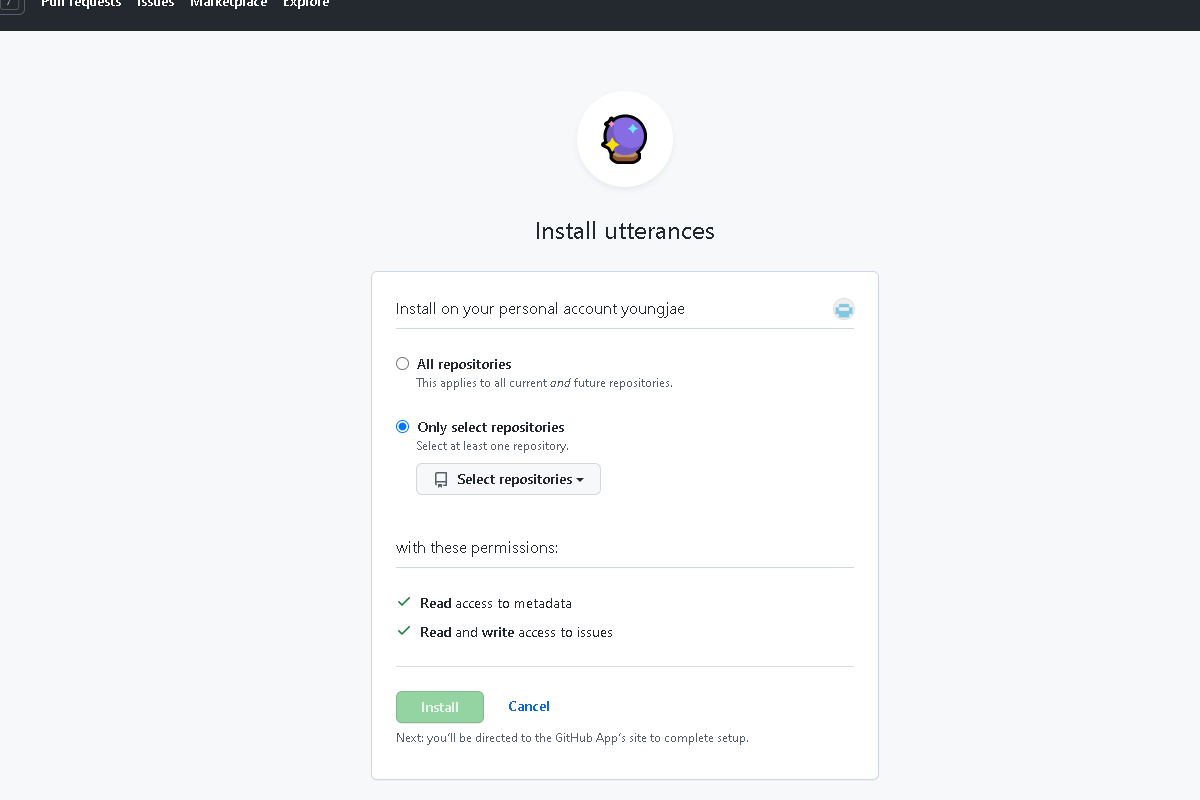 / Pull requests Issues Marketplace Explore
Install utterances
Install on your personal account youngjae
All repositories
This applies to all current and future repositories.
Only select repositories
Select at least one repository.
Select repositories
with these permissions:
Read access to metadata
Read and write access to issues
Install Cancel
Next: you'll be directed to the GitHub App's site to complete setup.